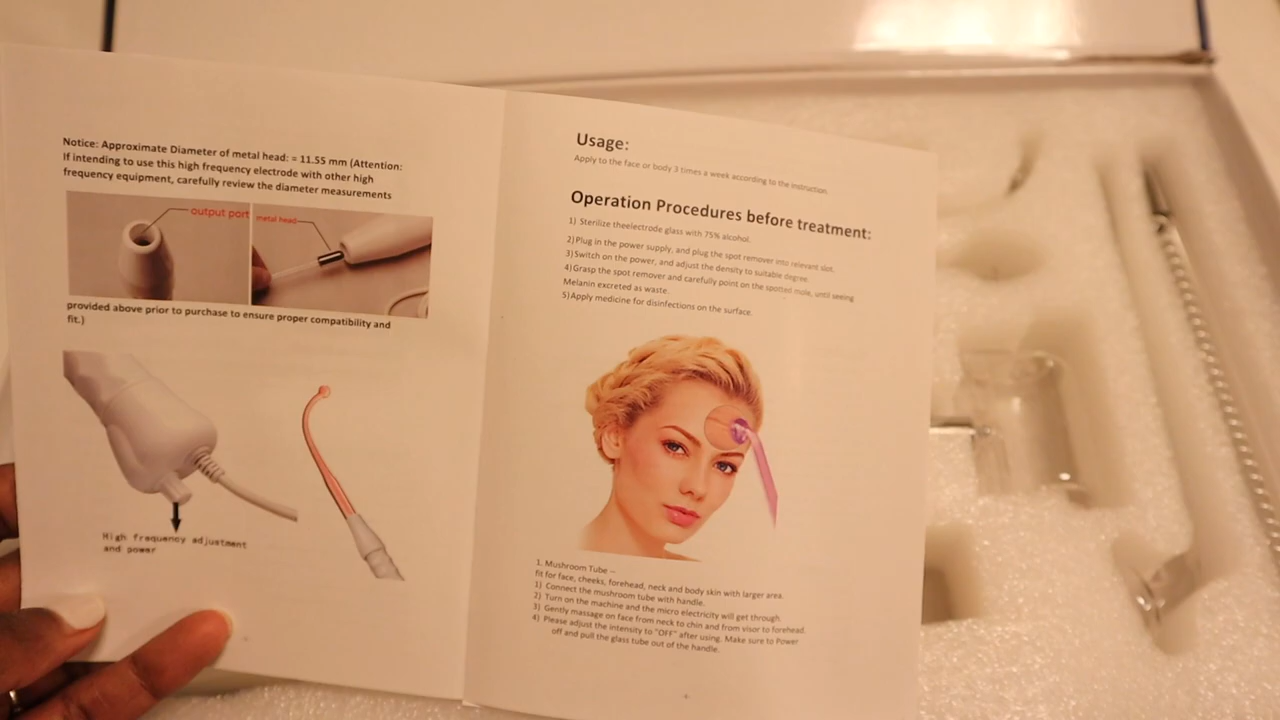 Notice: Approximate Diameter of metal head: = 11.55 mm (Attention:
If intending to use this high frequency electrode with other high
frequency equipment, carefully review the diameter measurements
output port
metal head
provided above prior to purchase to ensure proper compatibility and
fit.)
High frequency adjustment
and power
Usage:
Apply to the face or body 3 times a week according to the instruction.
Operation Procedures before treatment:
1) Sterilize theelectrode glass with 75% alcohol.
2)Plug in the power supply, and plug the spot remover into relevant slot.
3)Switch on the power, and adjust the density to suitable degree.
4)Grasp the spot remover and carefully point on the spotted mole, until seeing
Melanin excreted as waste.
5)Apply medicine for disinfections on the surface.
1. Mushroom Tube –
fit for face, cheeks, forehead, neck and body skin with larger area.
1) Connect the mushroom tube with handle.
2) Turn on the machine and the micro electricity will get through.
3) Gently massage on face from neck to chin and from visor to forehead.
4) Please adjust the intensity to "OFF" after using. Make sure to Power
off and pull the glass tube out of the handle.